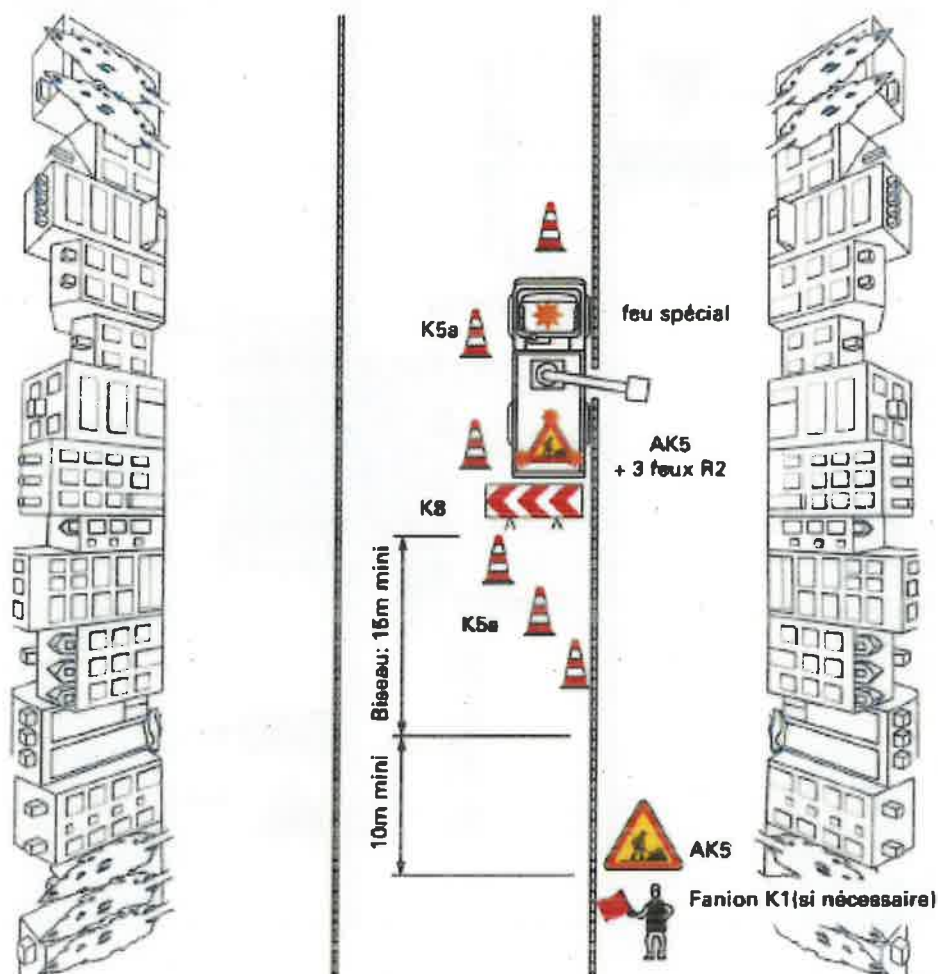 K5a
feu spécial
AK5
+ 3 feux R2
K8
Biseau: 15m mini
K5a
10m mini
AK5
Fanion K1(si nécessaire)